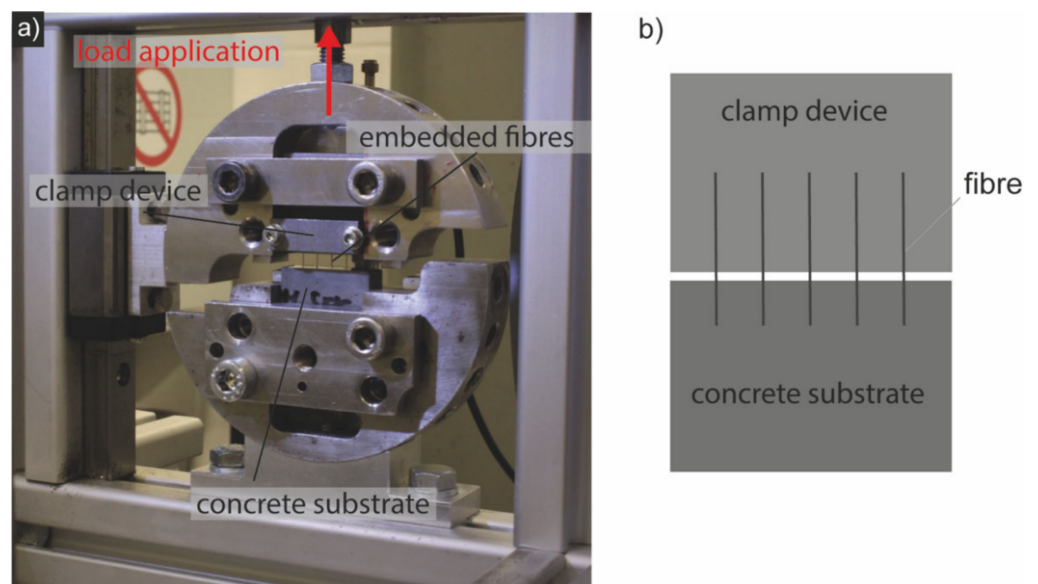 a)
load application
embedded fibres
clamp device
concrete substrate
b)
clamp device
fibre
concrete substrate